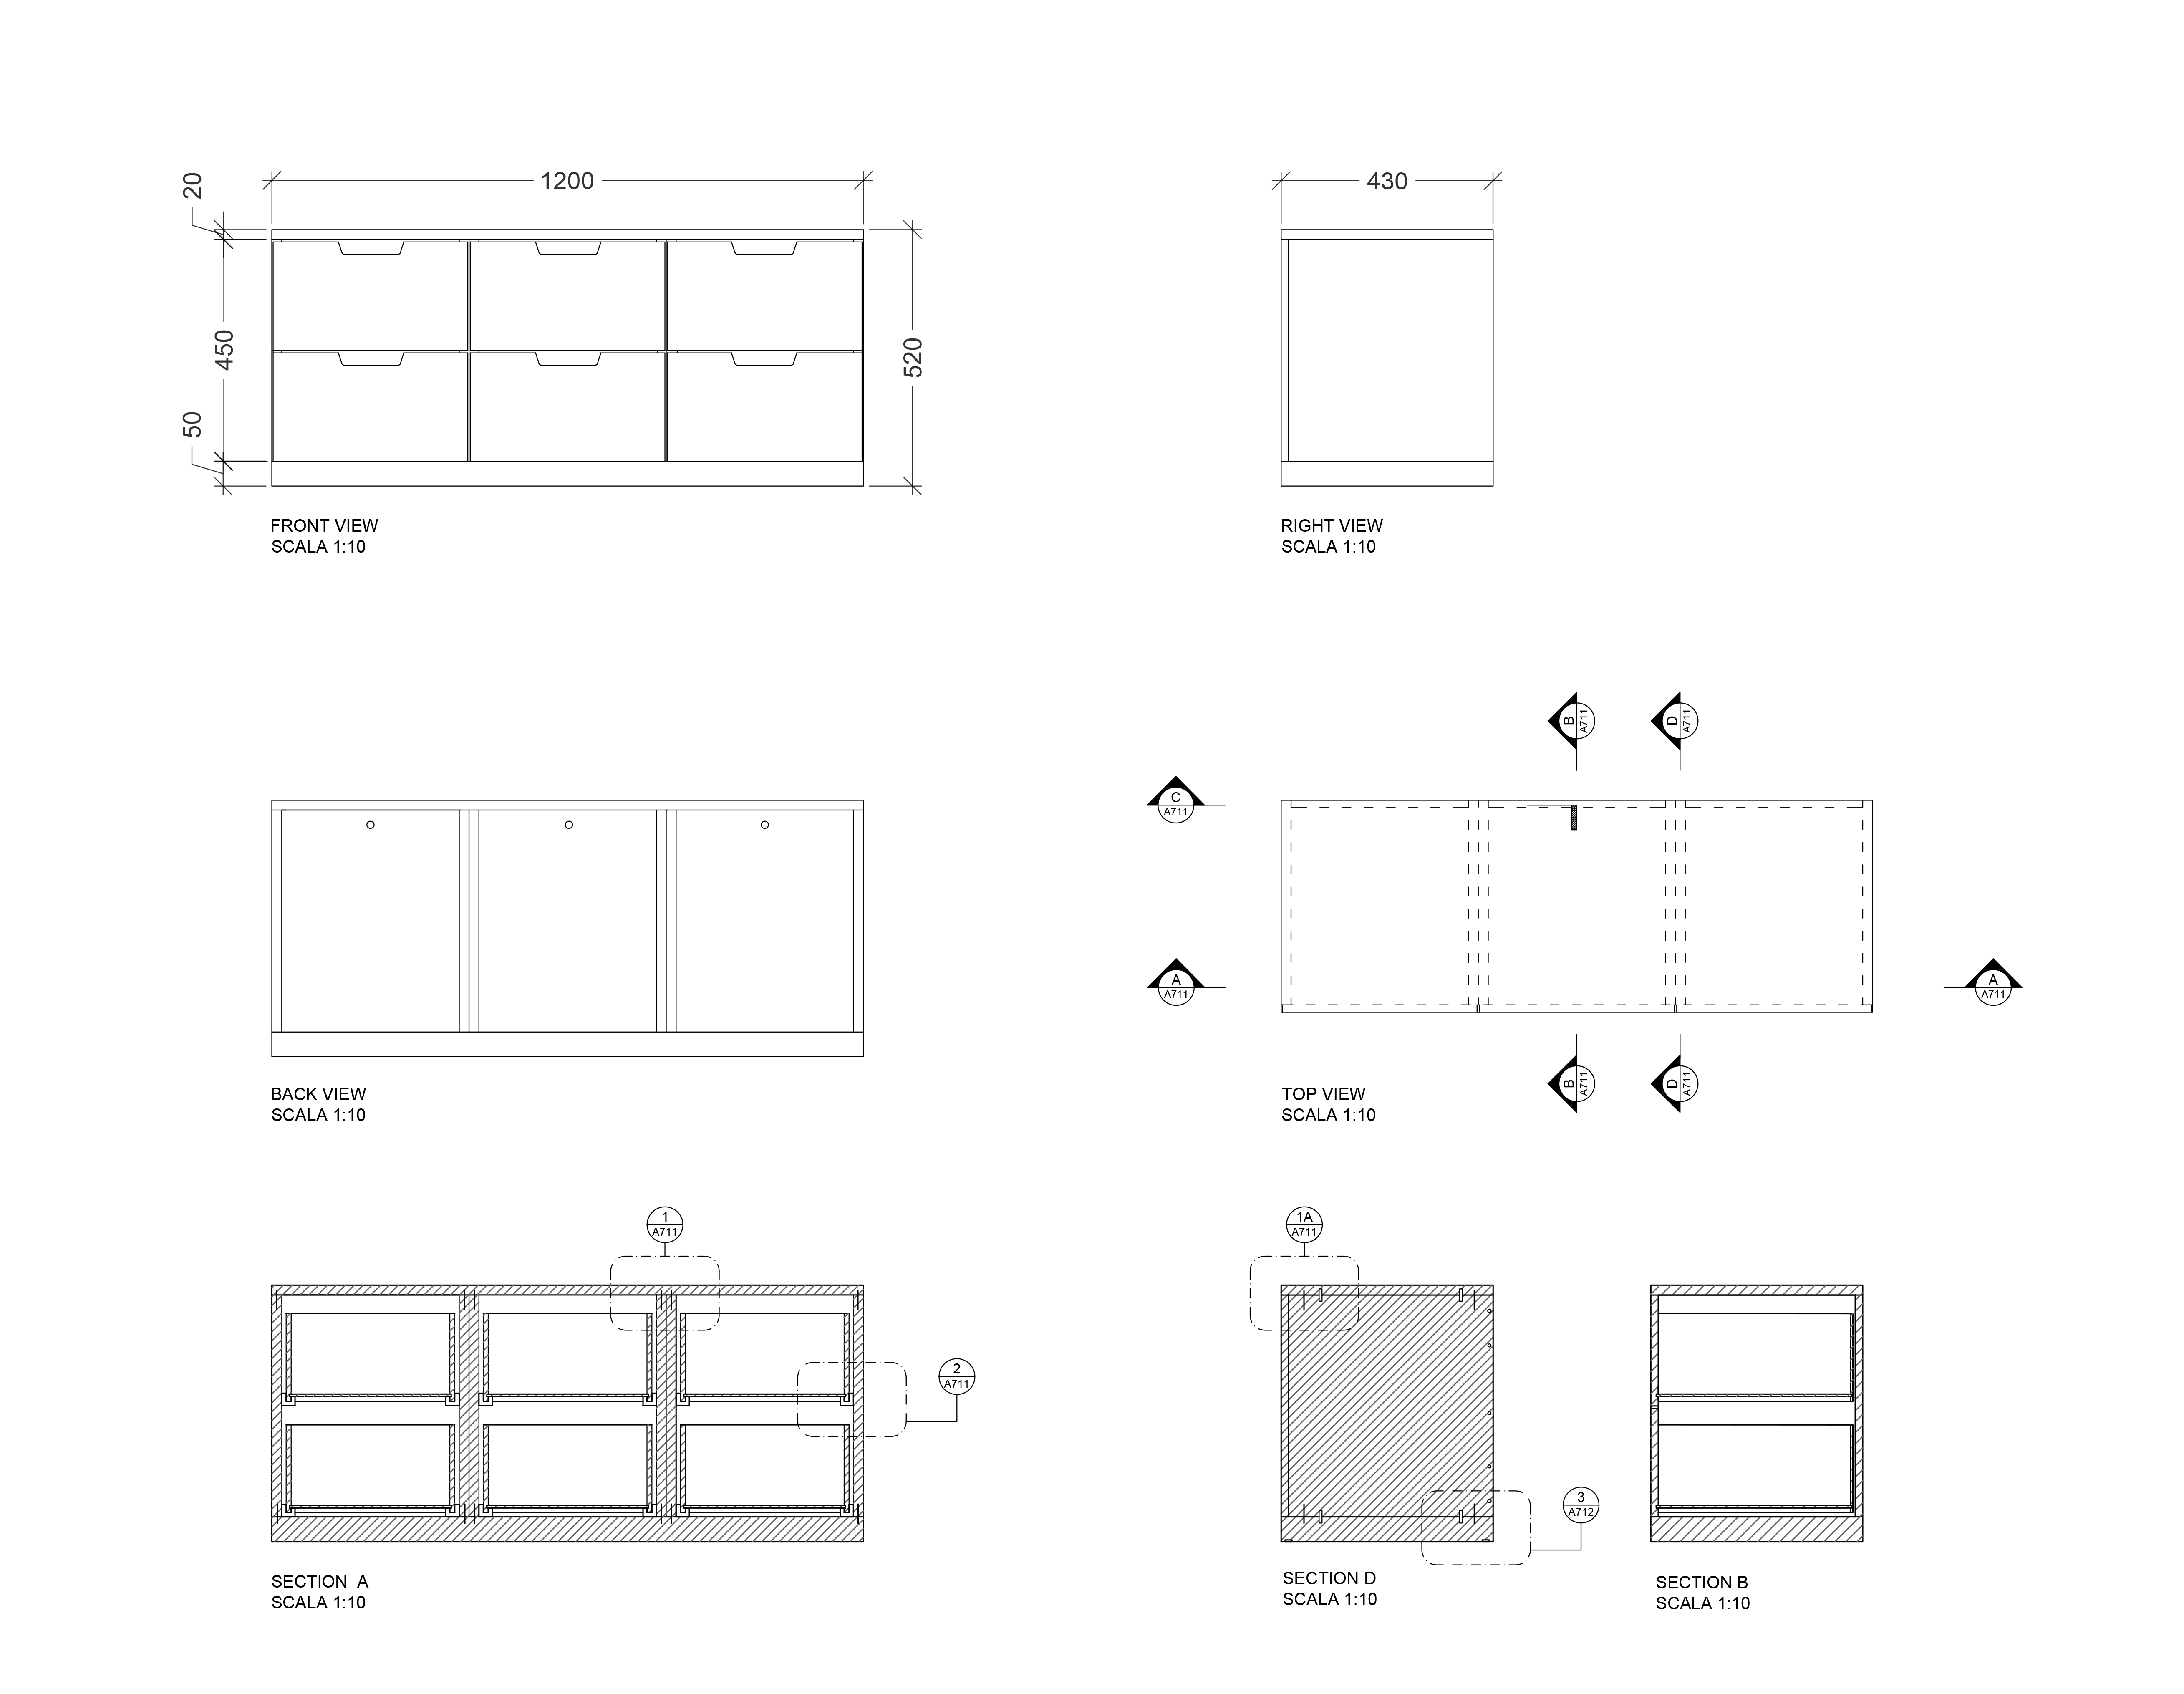 20
1200
430
450
520
50
FRONT VIEW
SCALA 1:10
RIGHT VIEW
SCALA 1:10
B
A711
D
A711
C
A711
A
A711
A
A711
B
A711
D
A711
BACK VIEW
SCALA 1:10
TOP VIEW
SCALA 1:10
1
A711
1A
A711
2
A711
3
A712
SECTION A
SCALA 1:10
SECTION D
SCALA 1:10
SECTION B
SCALA 1:10